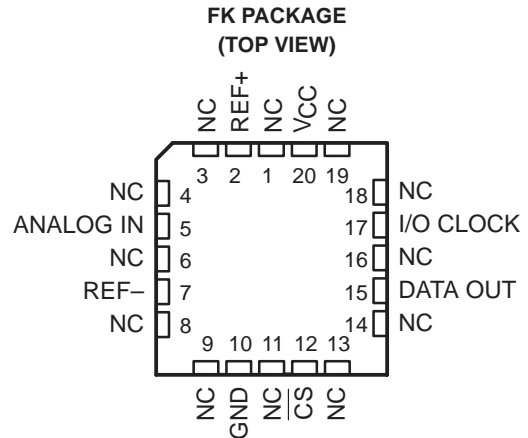 FK PACKAGE
(TOP VIEW)
NC
REF+
NC
VCC
NC
3 2 1 20 19
NC 4
ANALOG IN 5
NC 6
REF– 7
NC 8
18 NC
17 I/O CLOCK
16 NC
15 DATA OUT
14 NC
9 10 11 12 13
NC
GND
NC
CS
NC